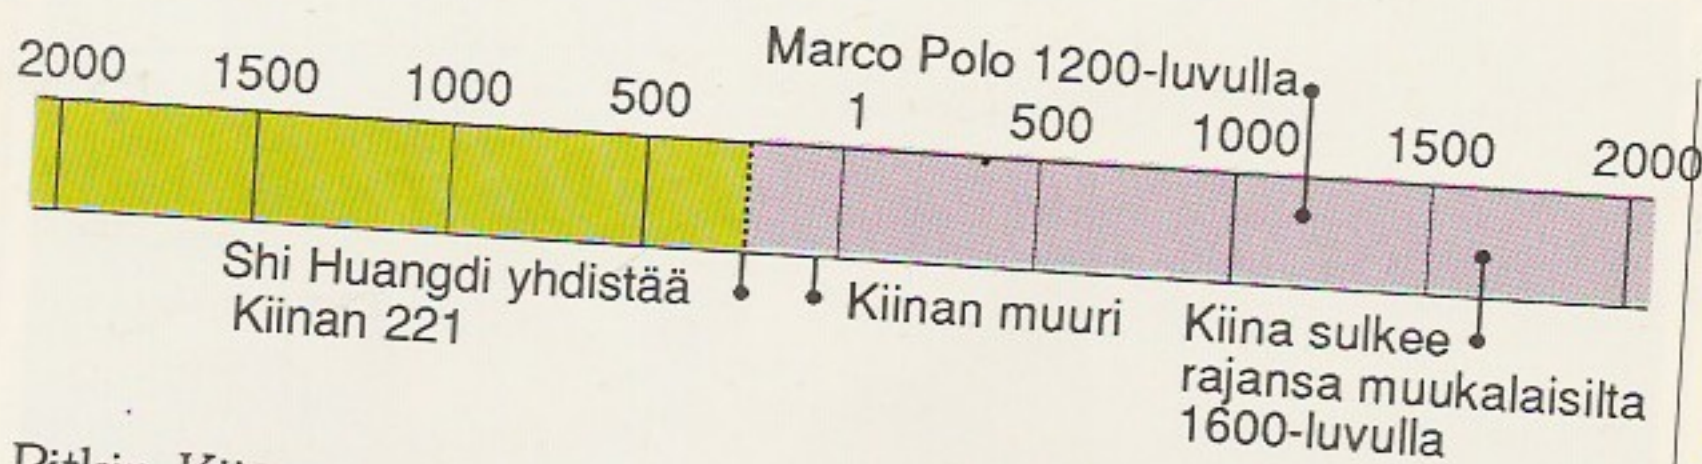 Marco Polo 1200-luvulla
2000 1500 1000 500 1 500 1000 1500 2000
Shi Huangdi yhdistää
Kiinan 221
Kiinan muuri
Kiina sulkee
rajansa muukalaisilta
1600-luvulla